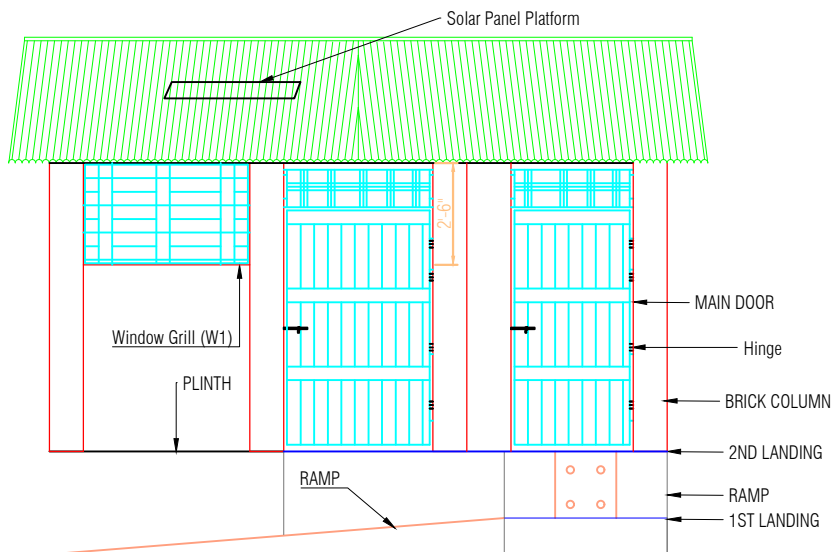 Solar Panel Platform
2'-6"
MAIN DOOR
Window Grill (W1)
Hinge
PLINTH
BRICK COLUMN
2ND LANDING
RAMP
RAMP
1ST LANDING